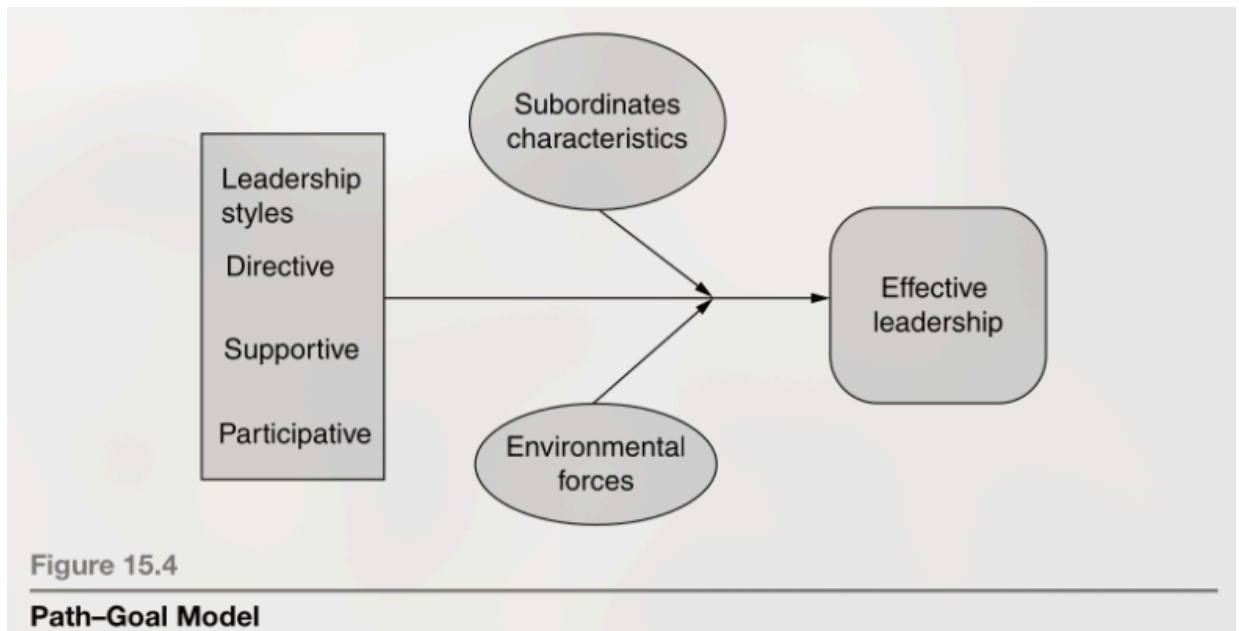 Subordinates
characteristics
Leadership
styles
Directive
Supportive
Participative
Effective
leadership
Environmental
forces
Figure 15.4
Path–Goal Model